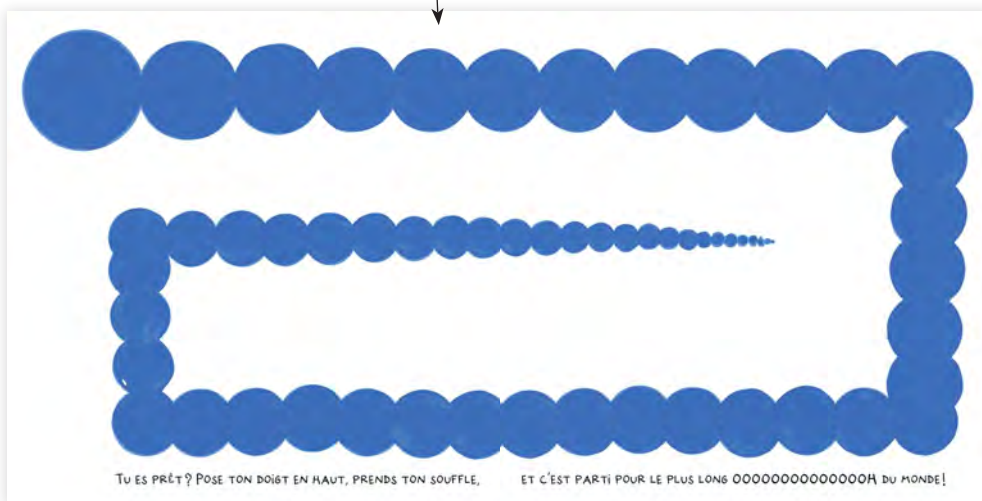 TU ES PRÊT? POSE TON DOIGT EN HAUT, PRENDS TON SOUFFLE, ET C'EST PARTI POUR LE PLUS LONG OOOOOOOOOOOOOOOH DU MONDE!